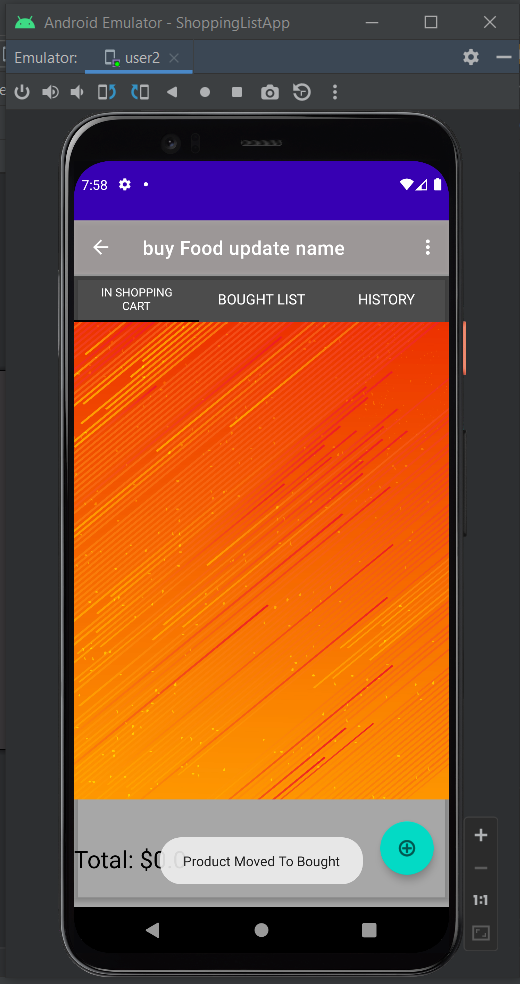 Android Emulator - ShoppingListApp
Emulator:
user2
7:58
buy Food update name
IN SHOPPING
CART
BOUGHT LIST
HISTORY
Total: $0.0
Product Moved To Bought
1:1